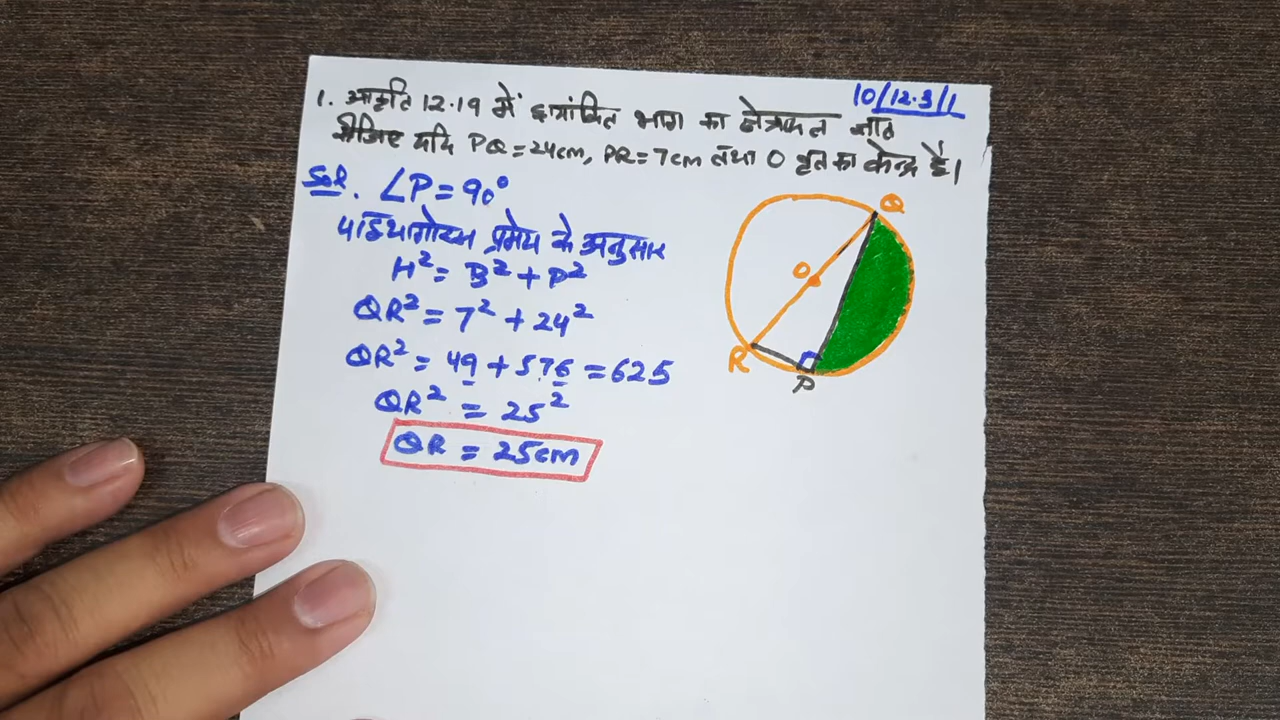 10/12.3/1
1. आकृति 12.19 में छायांकित भाग का क्षेत्रफल ज्ञात
कीजिए यदि PQ=24cm, PR=7cm तथा O वृत का केन्द्र है।
Sol. ∠P=90°
पाइथागोरस प्रमेय के अनुसार
H²=B²+P²
QR²=7²+24²
QR²=49+576=625
QR²=25²
QR=25cm
Q
O
R
P